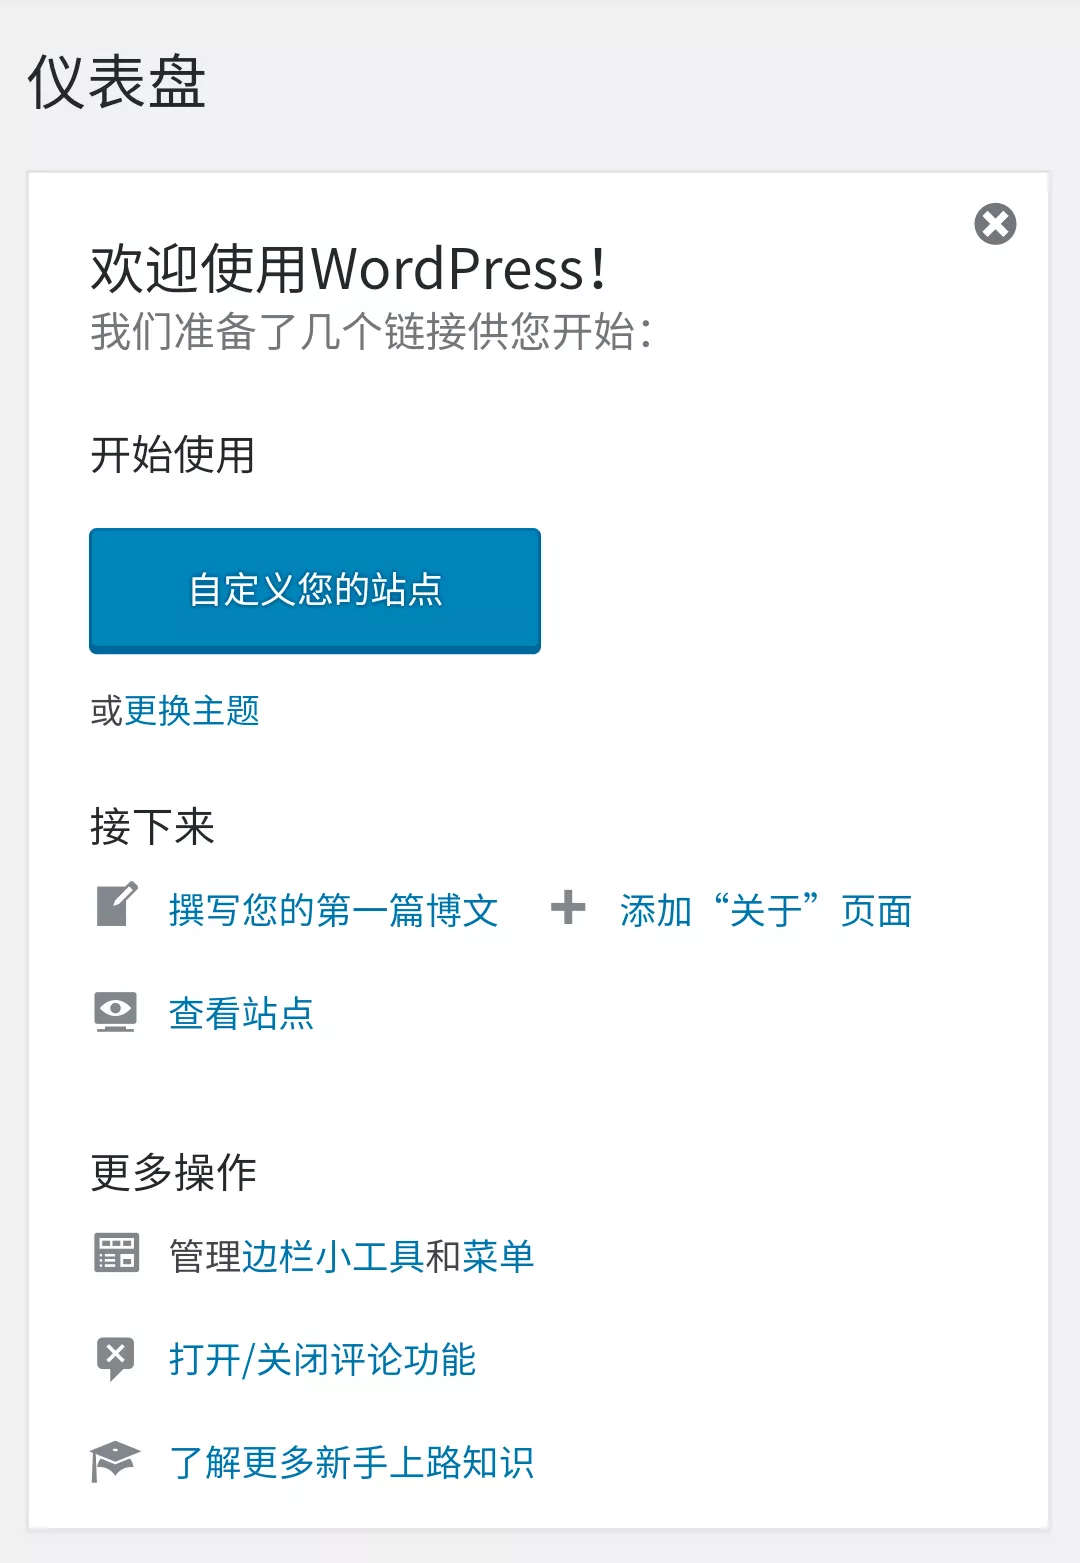 仪表盘
欢迎使用WordPress！
我们准备了几个链接供您开始：
开始使用
自定义您的站点
或更换主题
接下来
撰写您的第一篇博文
添加“关于”页面
查看站点
更多操作
管理边栏小工具和菜单
打开/关闭评论功能
了解更多新手上路知识